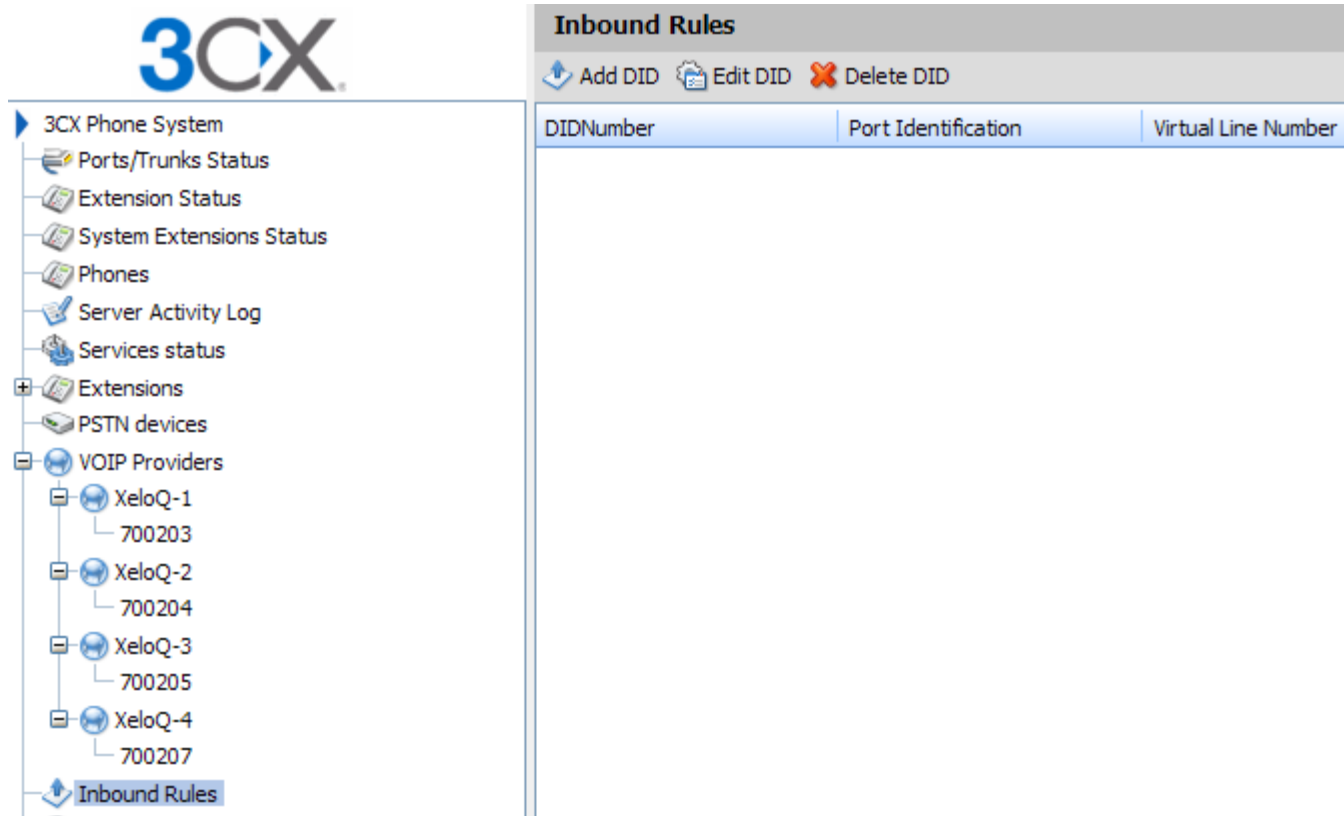 3CX
3CX Phone System
Ports/Trunks Status
Extension Status
System Extensions Status
Phones
Server Activity Log
Services status
Extensions
PSTN devices
VOIP Providers
XeloQ-1
700203
XeloQ-2
700204
XeloQ-3
700205
XeloQ-4
700207
Inbound Rules
Inbound Rules
Add DID Edit DID Delete DID
DIDNumber Port Identification Virtual Line Number